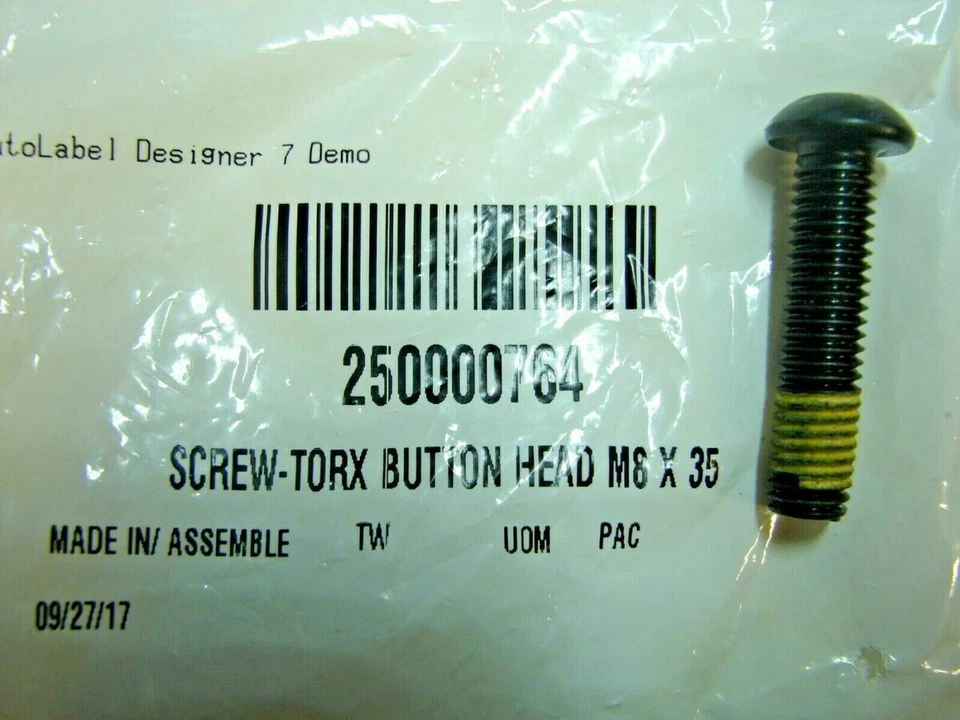 utoLabel Designer 7 Demo
250000764
SCREW-TORX BUTTON HEAD M8 X 35
MADE IN/ ASSEMBLE TW UOM PAC
09/27/17